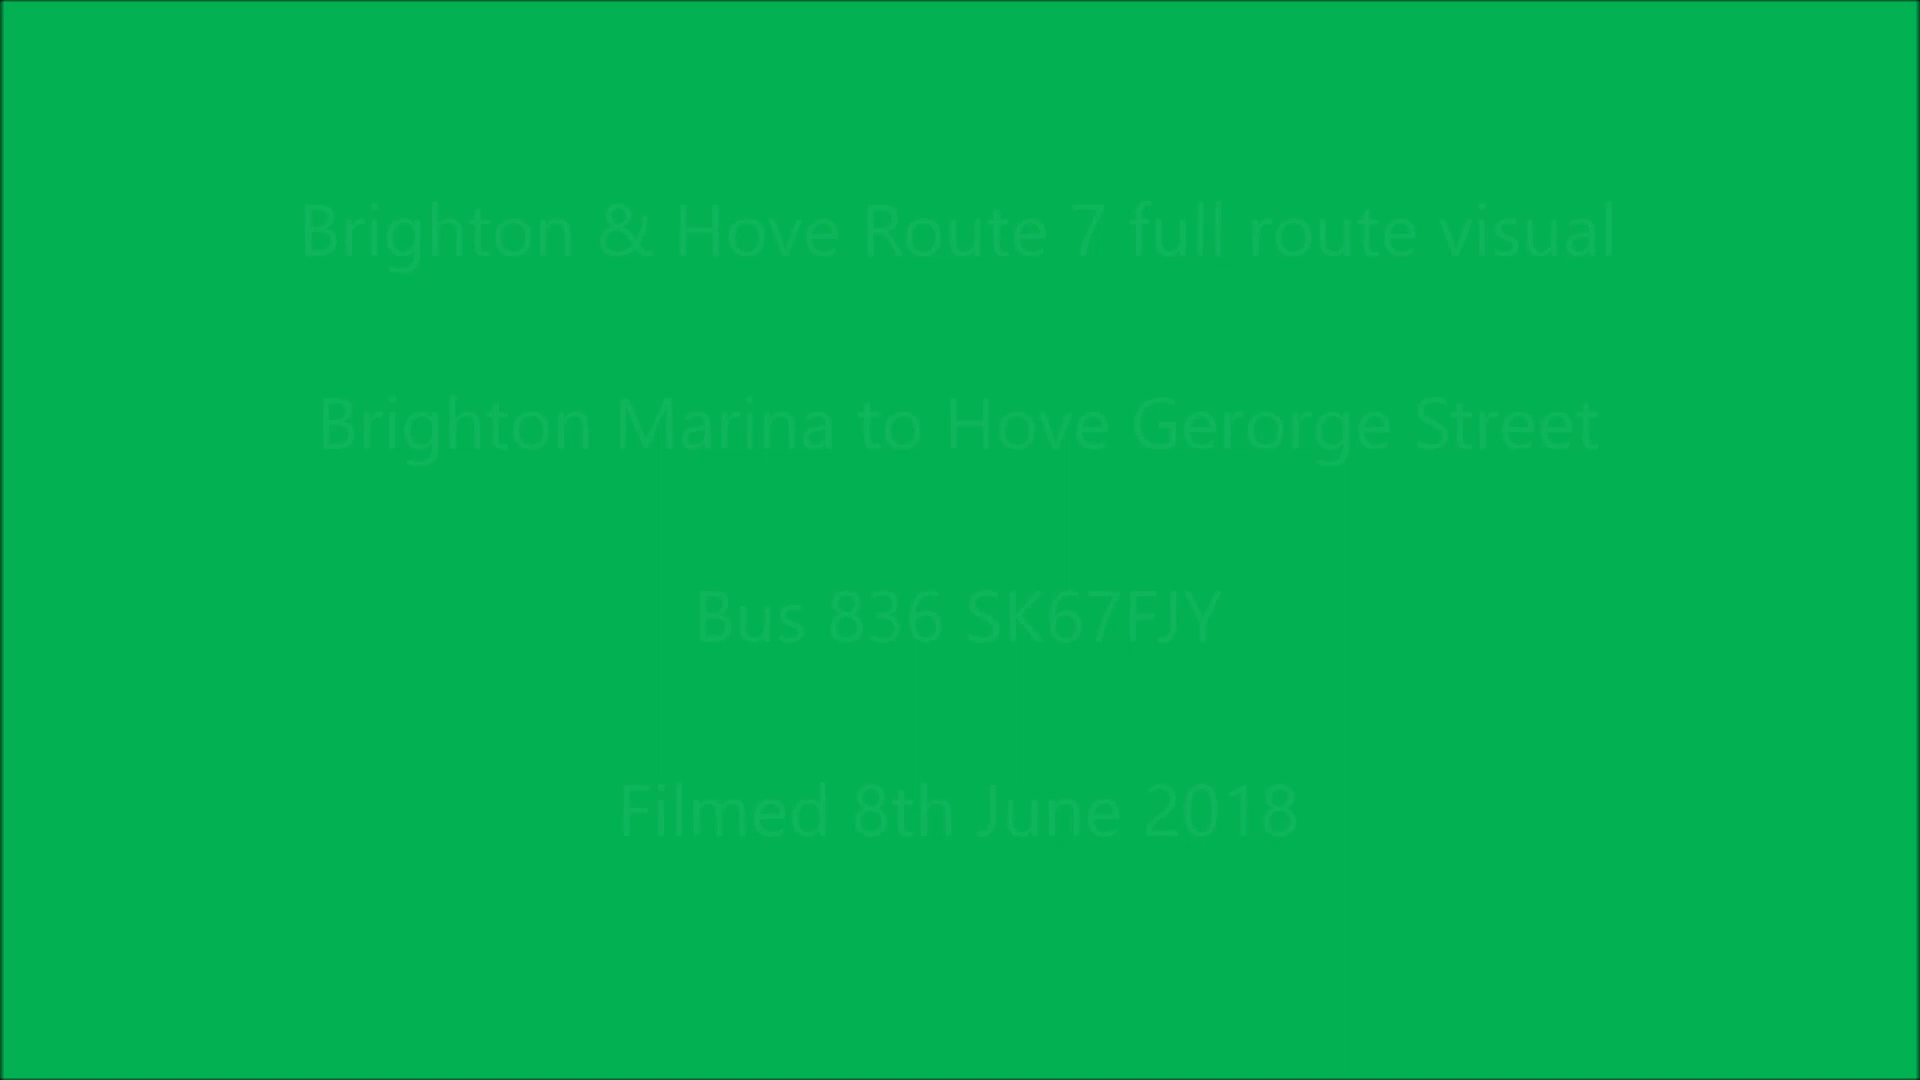 Brighton & Hove Route 7 full route visual
Brighton Marina to Hove Gerorge Street
Bus 836 SK67FJY
Filmed 8th June 2018